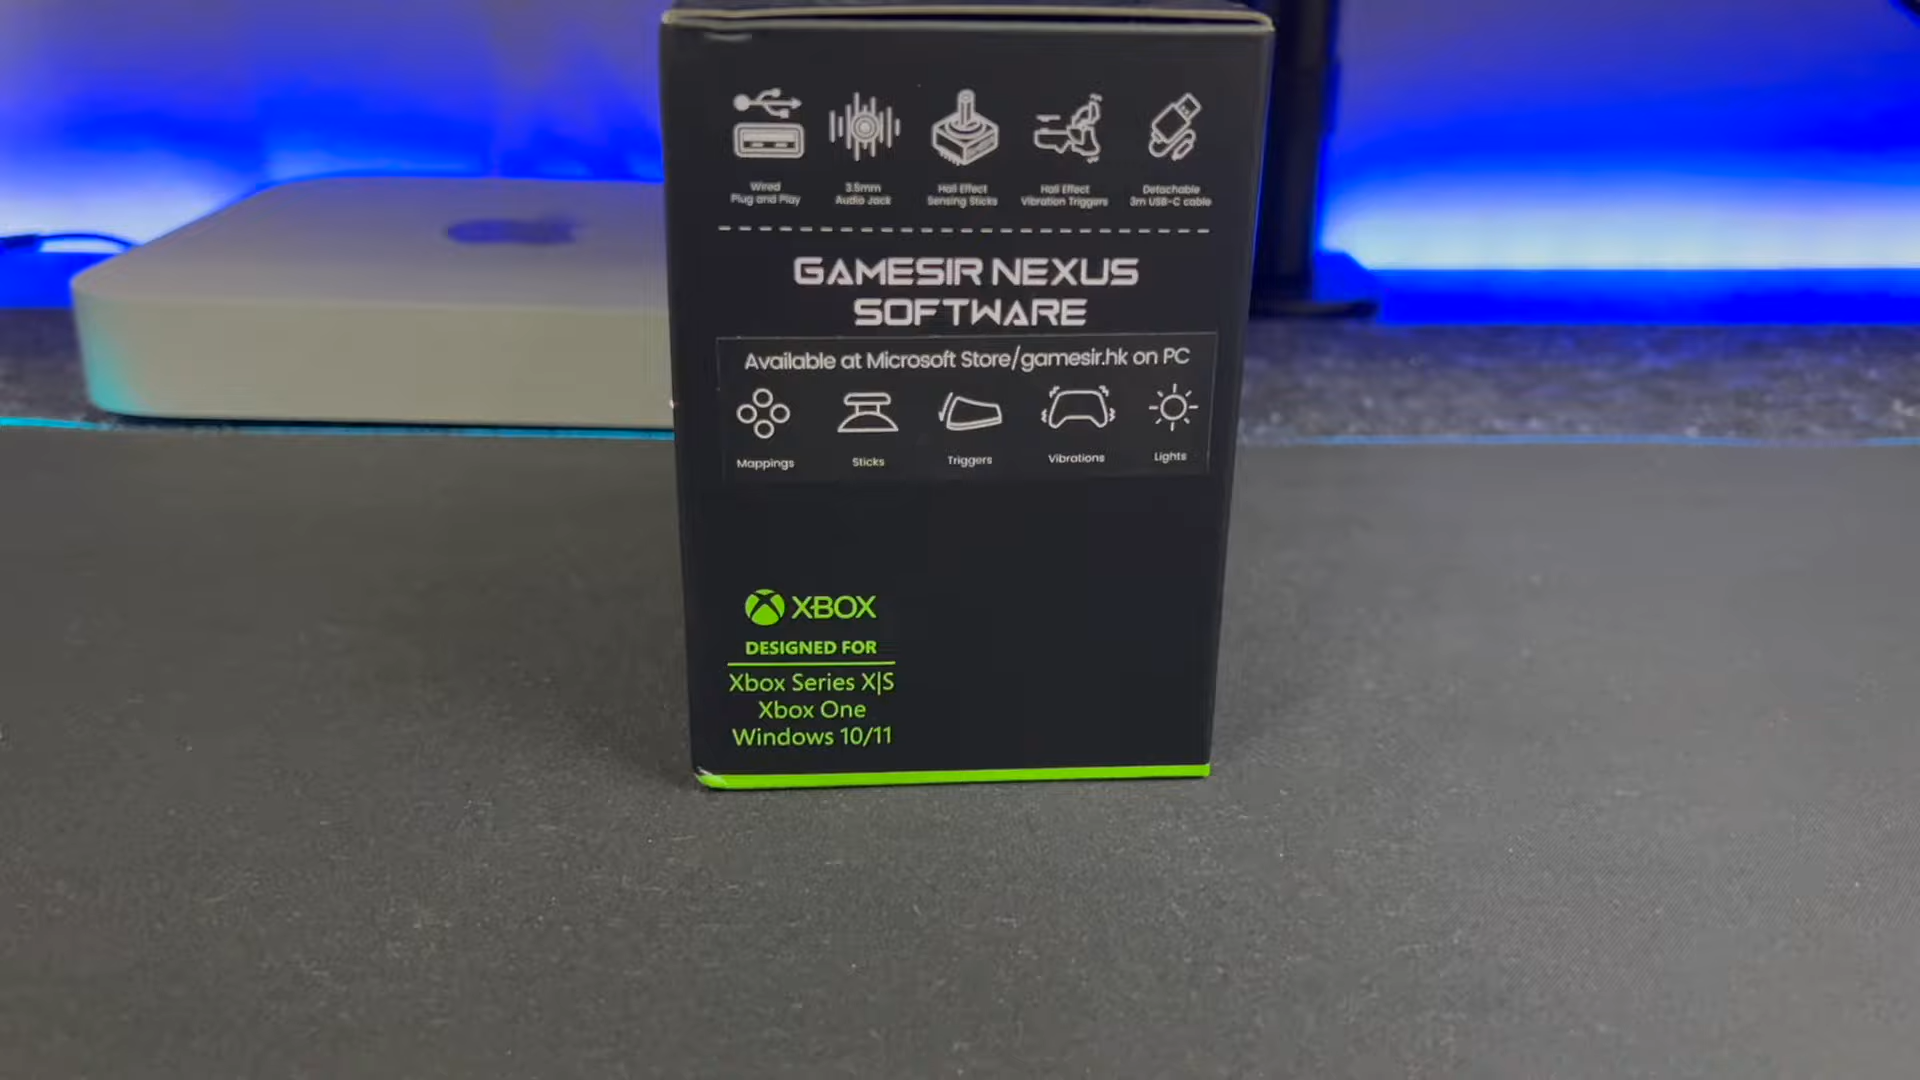 Wired
Plug and Play
3.5mm
Audio Jack
Hall Effect
Sensing Sticks
Hall Effect
Vibration Triggers
Detachable
3m USB-C cable
GAMESIR NEXUS
SOFTWARE
Available at Microsoft Store/gamesir.hk on PC
Mappings
Sticks
Triggers
Vibrations
Lights
XBOX
DESIGNED FOR
Xbox Series X|S
Xbox One
Windows 10/11